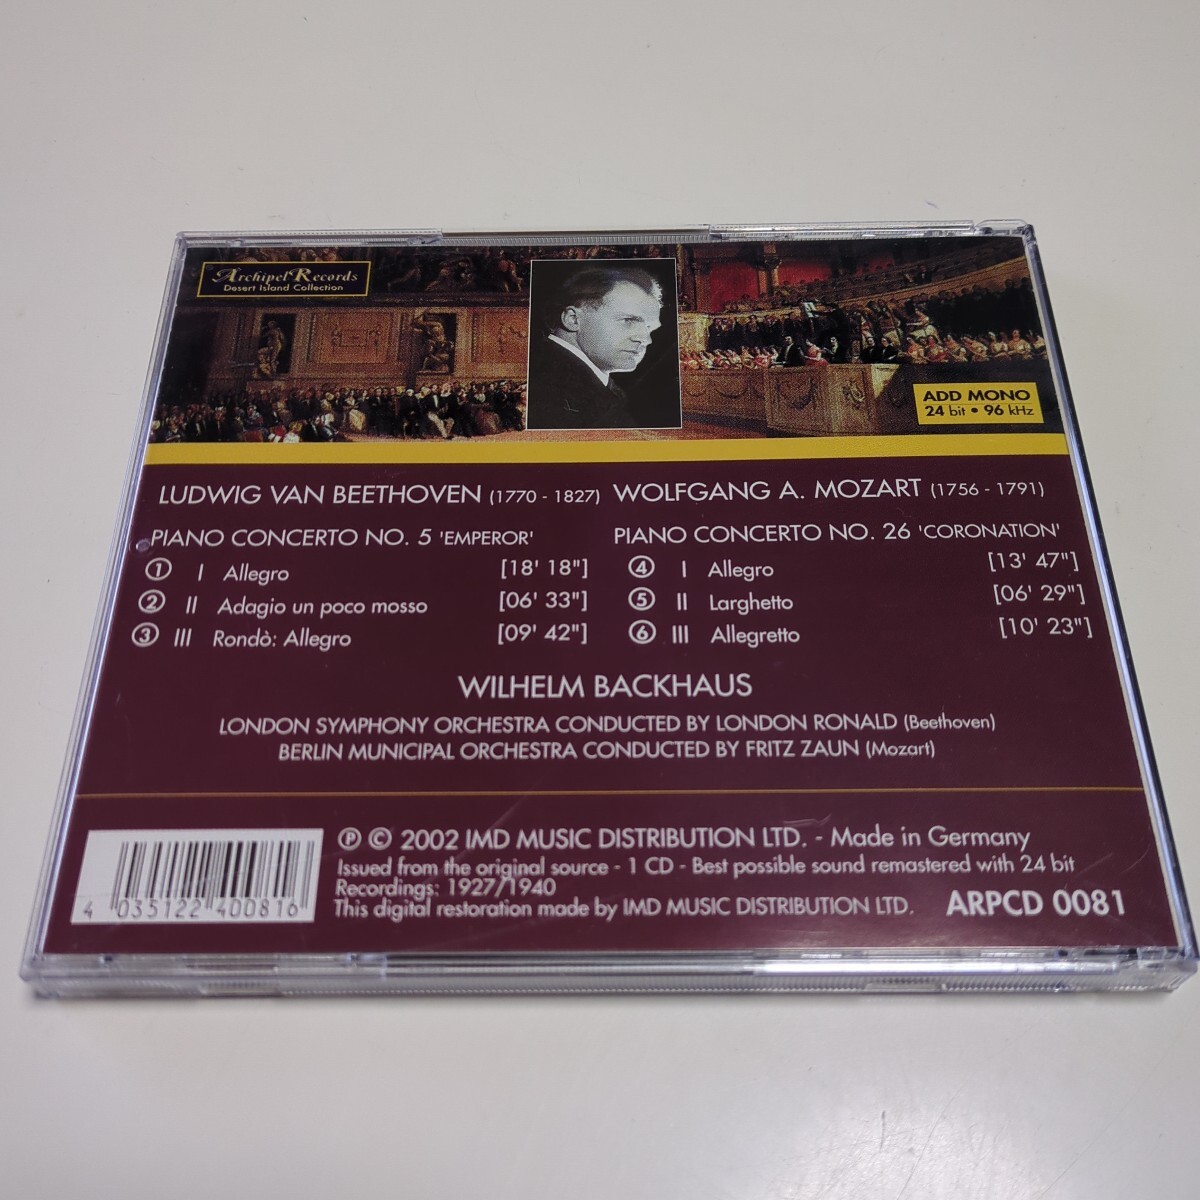 Archipel Records
Desert Island Collection
ADD MONO
24 bit • 96 kHz
LUDWIG VAN BEETHOVEN (1770 - 1827)
PIANO CONCERTO NO. 5 'EMPEROR'
1 I Allegro [18' 18"]
2 II Adagio un poco mosso [06' 33"]
3 III Rondò: Allegro [09' 42"]
WOLFGANG A. MOZART (1756 - 1791)
PIANO CONCERTO NO. 26 'CORONATION'
4 I Allegro [13' 47"]
5 II Larghetto [06' 29"]
6 III Allegretto [10' 23"]
WILHELM BACKHAUS
LONDON SYMPHONY ORCHESTRA CONDUCTED BY LONDON RONALD (Beethoven)
BERLIN MUNICIPAL ORCHESTRA CONDUCTED BY FRITZ ZAUN (Mozart)
℗ © 2002 IMD MUSIC DISTRIBUTION LTD. - Made in Germany
Issued from the original source - 1 CD - Best possible sound remastered with 24 bit
Recordings: 1927/1940
This digital restoration made by IMD MUSIC DISTRIBUTION LTD.
ARPCD 0081
4 035122 400816